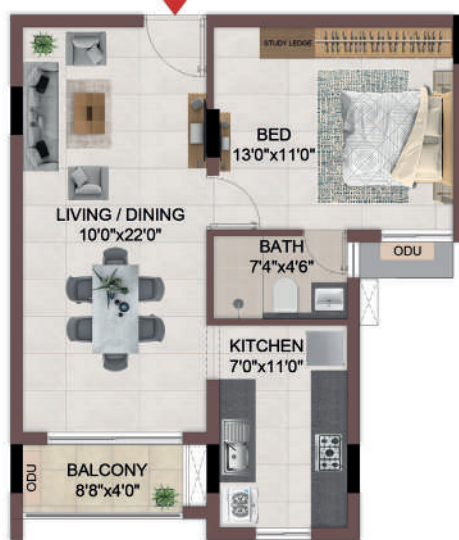 STUDY LEDGE
BED
13'0"x11'0"
LIVING / DINING
10'0"x22'0"
BATH
7'4"x4'6"
ODU
KITCHEN
7'0"x11'0"
ODU
BALCONY
8'8"x4'0"